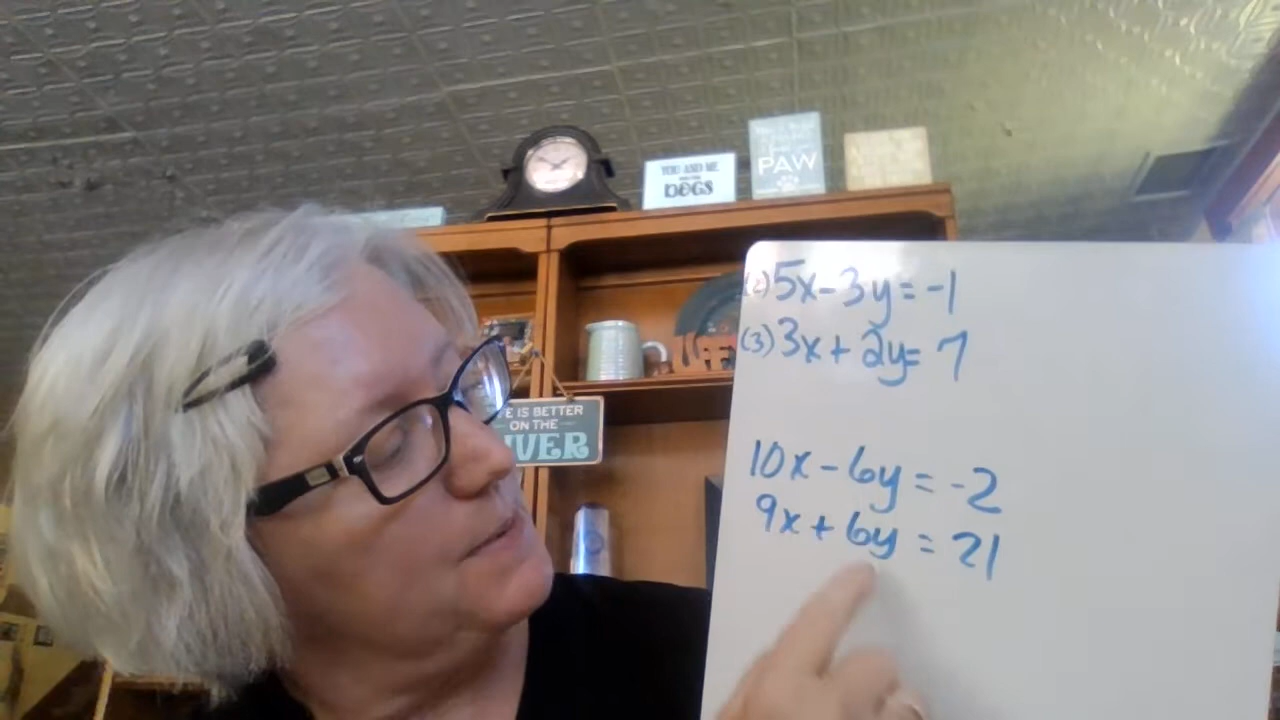 YOU AND ME
DOGS
PAW
E IS BETTER
ON THE
(2) 5x - 3y = -1
(3) 3x + 2y = 7
10x - 6y = -2
9x + 6y = 21